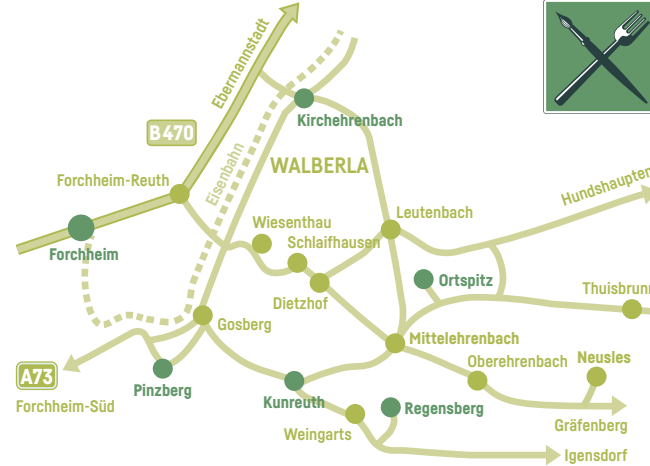 Ebermannstadt
B470
Kirchehrenbach
Eisenbahn
WALBERLA
Forchheim-Reuth
Hundshaupten
Wiesenthau
Leutenbach
Schlaifhausen
Forchheim
Ortspitz
Dietzhof
Thuisbrunn
Gosberg
Mittelehrenbach
Oberehrenbach
Neusles
A73
Pinzberg
Forchheim-Süd
Kunreuth
Regensberg
Gräfenberg
Weingarts
Igensdorf